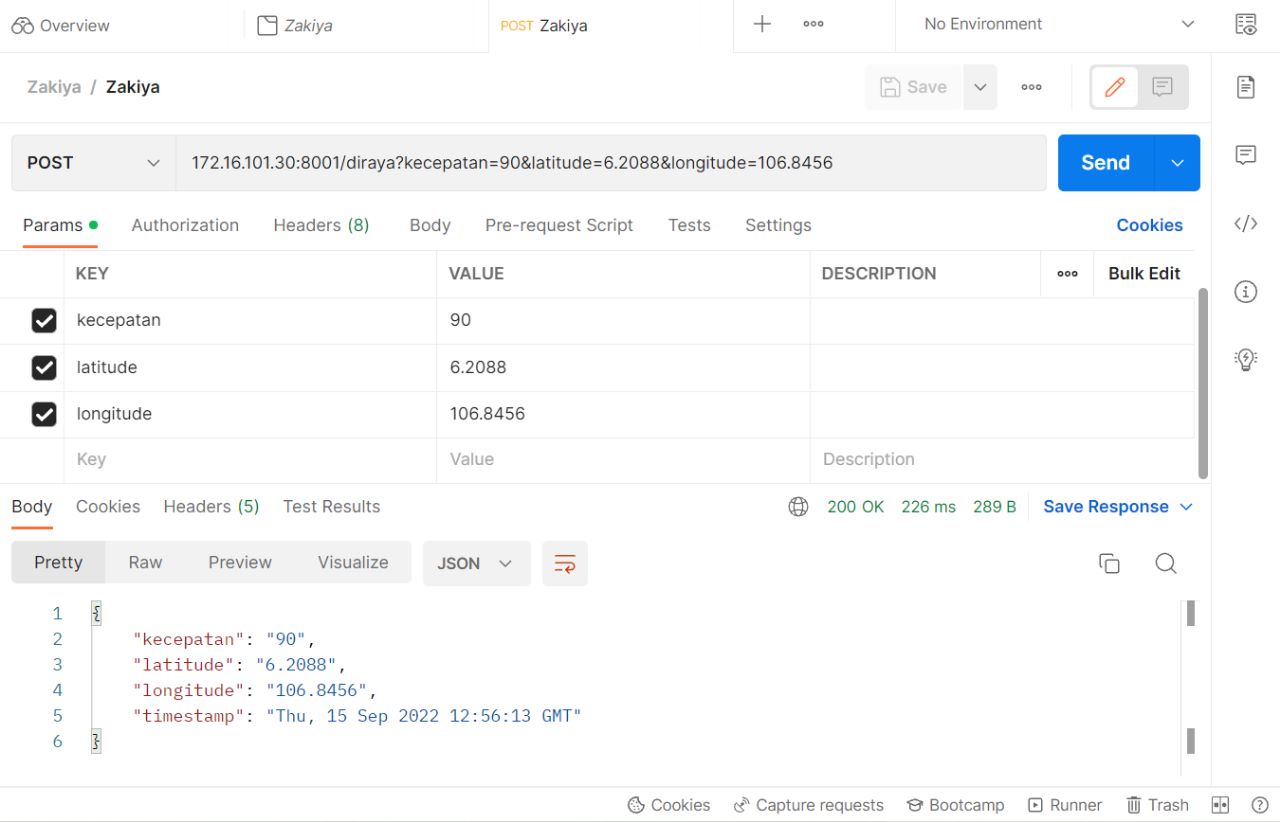 Overview
Zakiya
POST Zakiya
No Environment
Zakiya / Zakiya
Save
POST
172.16.101.30:8001/diraya?kecepatan=90&latitude=6.2088&longitude=106.8456
Send
Params Authorization Headers (8) Body Pre-request Script Tests Settings Cookies
KEY VALUE DESCRIPTION Bulk Edit
kecepatan 90
latitude 6.2088
longitude 106.8456
Key Value Description
Body Cookies Headers (5) Test Results 200 OK 226 ms 289 B Save Response
Pretty Raw Preview Visualize JSON
1 {
2 "kecepatan": "90",
3 "latitude": "6.2088",
4 "longitude": "106.8456",
5 "timestamp": "Thu, 15 Sep 2022 12:56:13 GMT"
6 }
Cookies Capture requests Bootcamp Runner Trash